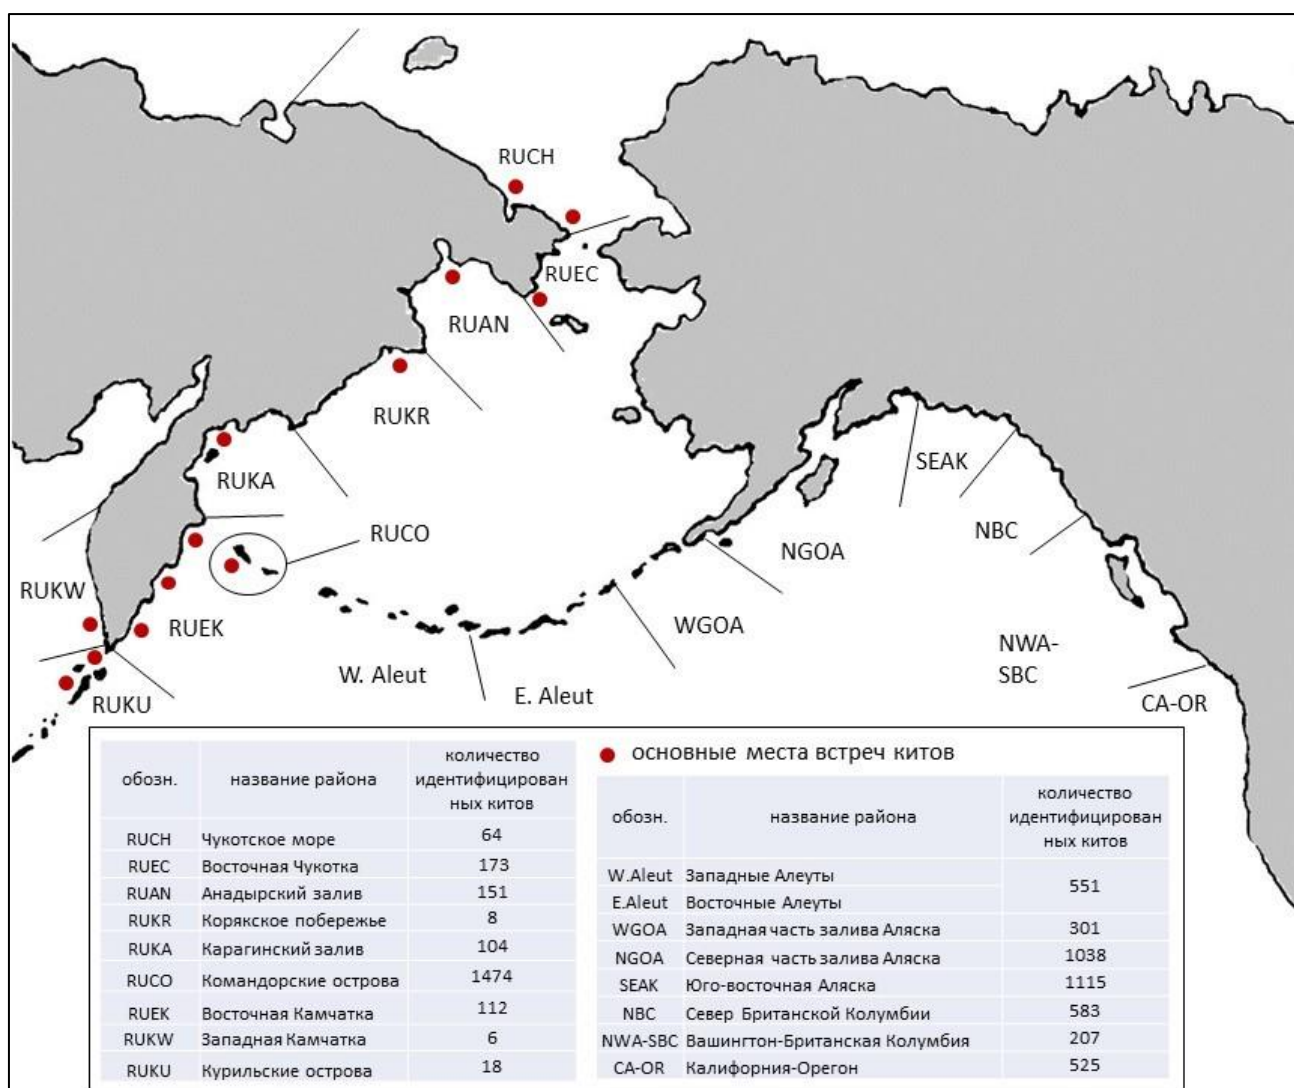 RUCH
RUEC
RUAN
RUKR
SEAK
RUKA
RUCO
NBC
NGOA
RUKW
RUEK
WGOA
NWA-
SBC
W. Aleut
E. Aleut
RUKU
CA-OR
обозн.
название района
количество
идентифицирован
ных китов
RUCH Чукотское море 64
RUEC Восточная Чукотка 173
RUAN Анадырский залив 151
RUKR Корякское побережье 8
RUKA Карагинский залив 104
RUCO Командорские острова 1474
RUEK Восточная Камчатка 112
RUKW Западная Камчатка 6
RUKU Курильские острова 18
основные места встреч китов
обозн.
название района
количество
идентифицирован
ных китов
W.Aleut Западные Алеуты
551
E.Aleut Восточные Алеуты
WGOA Западная часть залива Аляска 301
NGOA Северная часть залива Аляска 1038
SEAK Юго-восточная Аляска 1115
NBC Север Британской Колумбии 583
NWA-SBC Вашингтон-Британская Колумбия 207
CA-OR Калифорния-Орегон 525